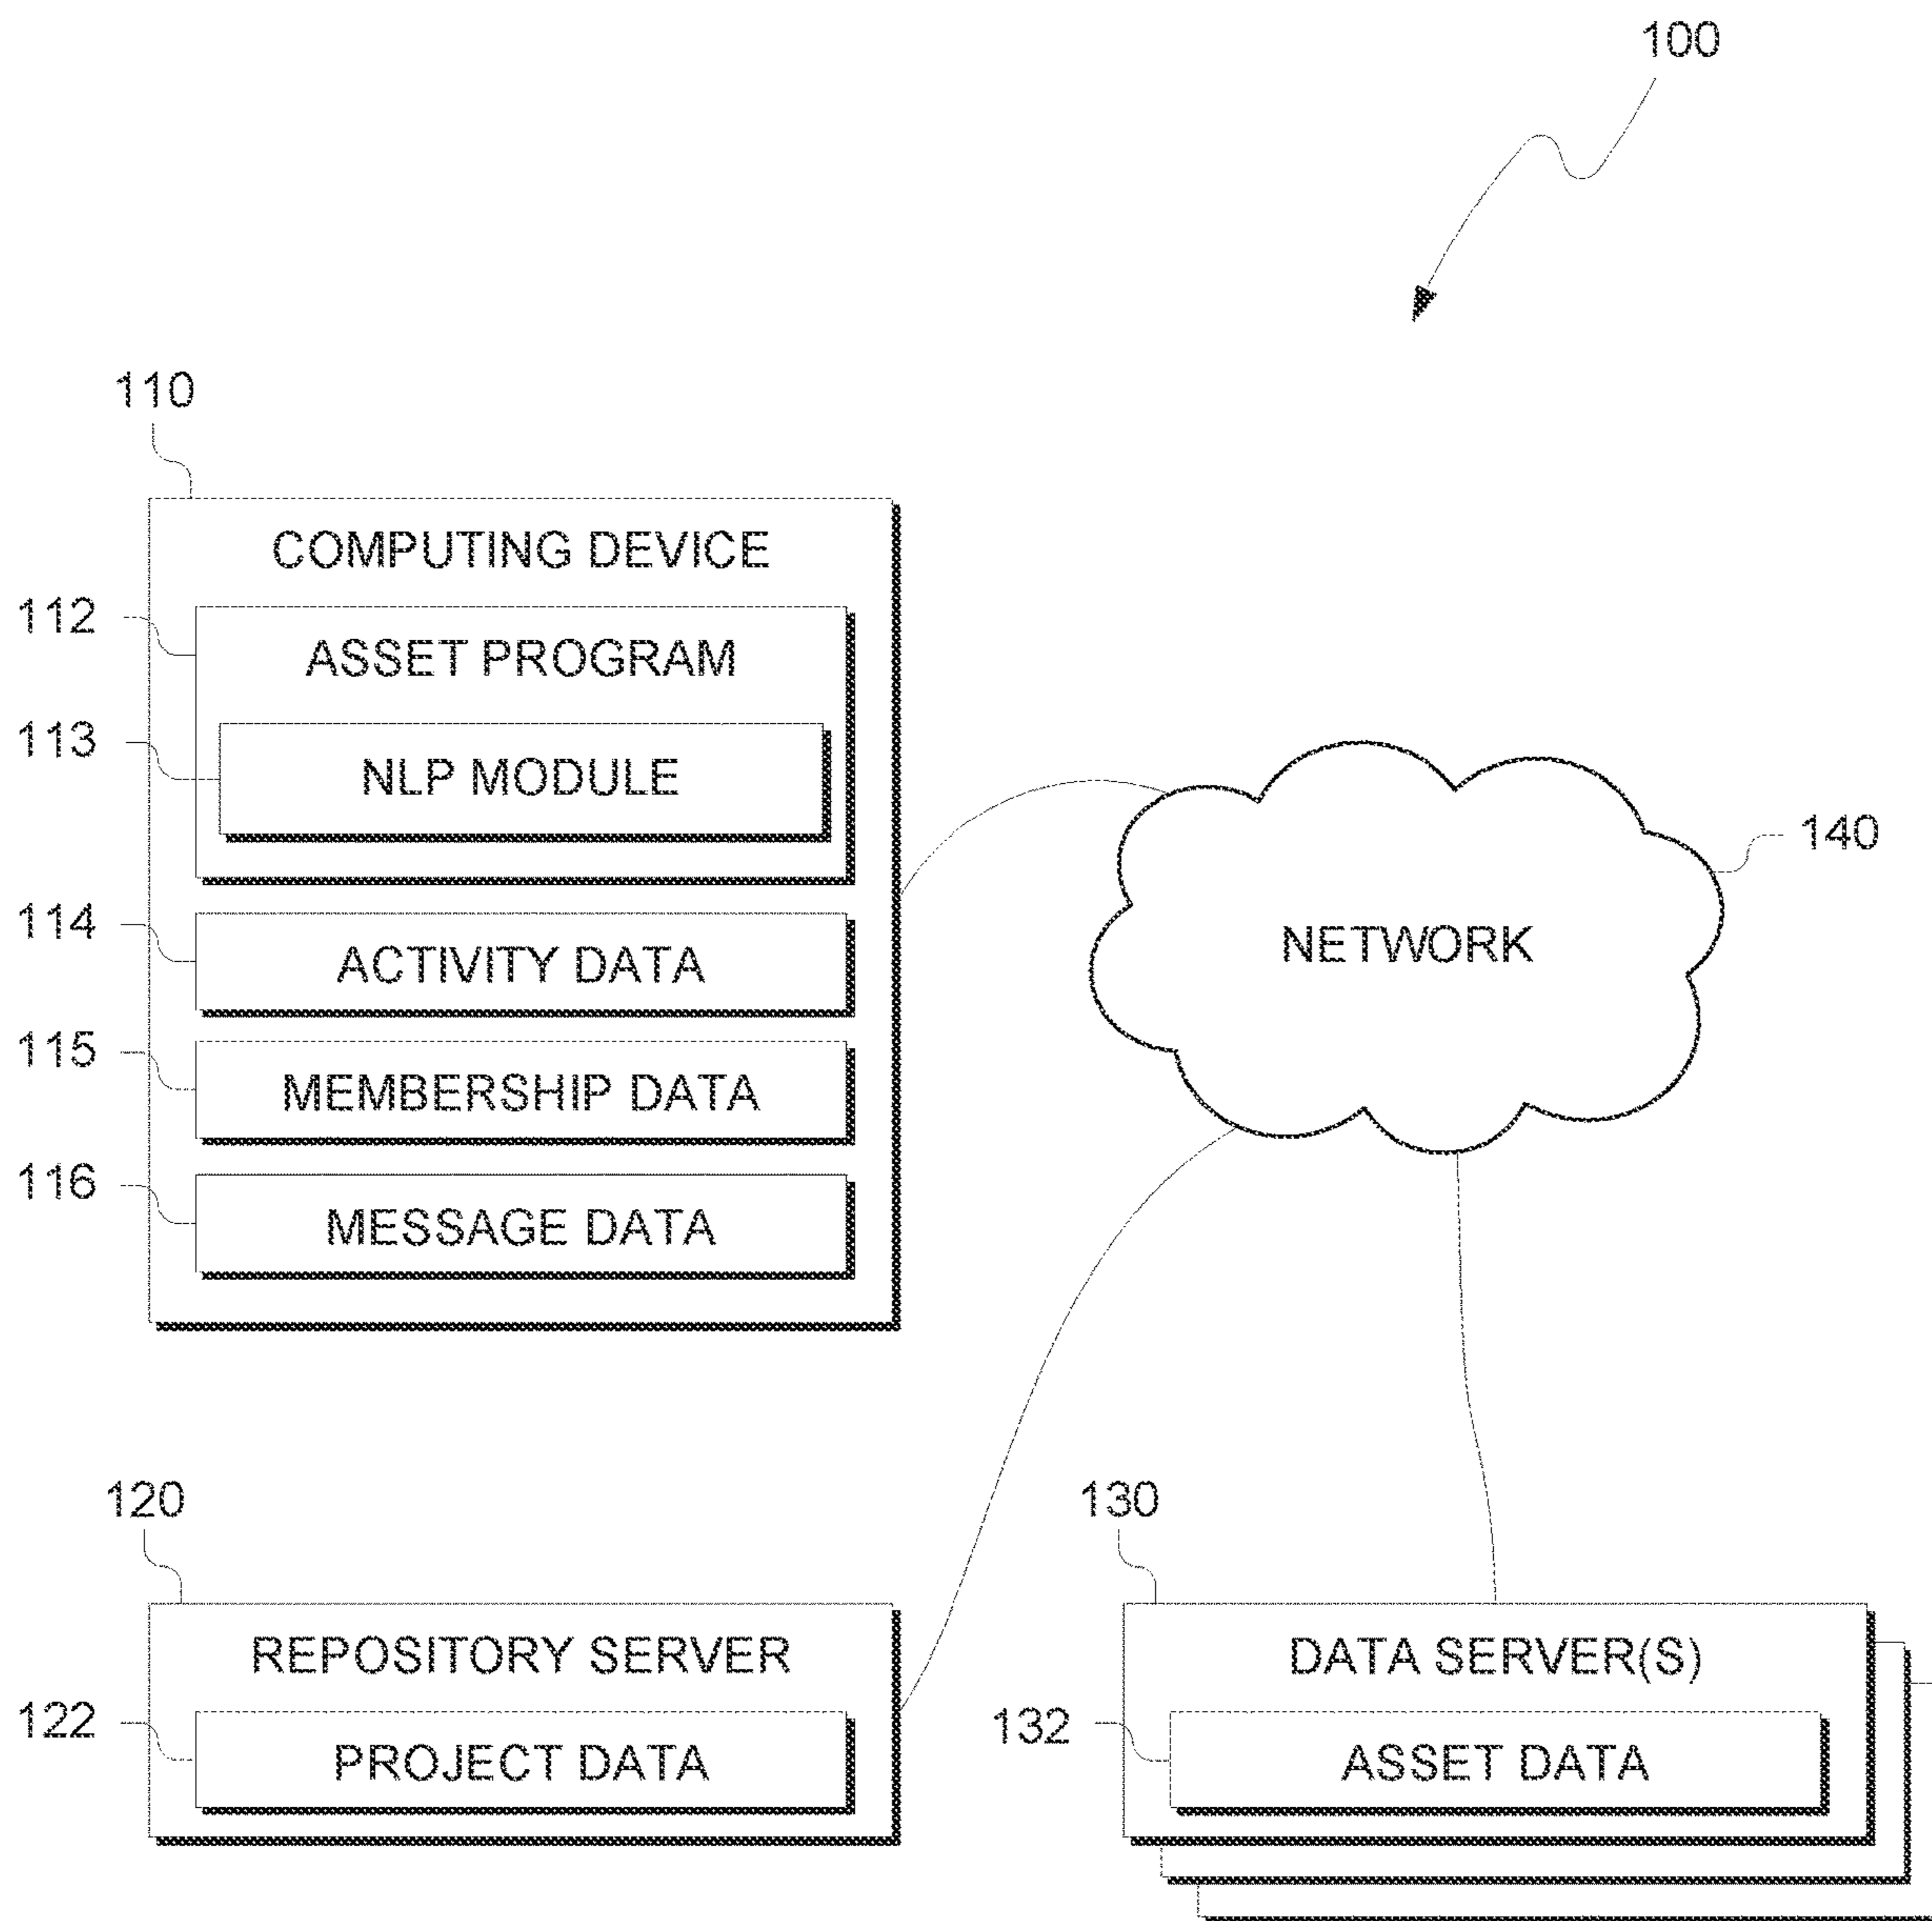 100
110
COMPUTING DEVICE
112
ASSET PROGRAM
113
NLP MODULE
140
114
NETWORK
ACTIVITY DATA
115
MEMBERSHIP DATA
116
MESSAGE DATA
120
130
REPOSITORY SERVER
DATA SERVER(S)
122
132
PROJECT DATA
ASSET DATA